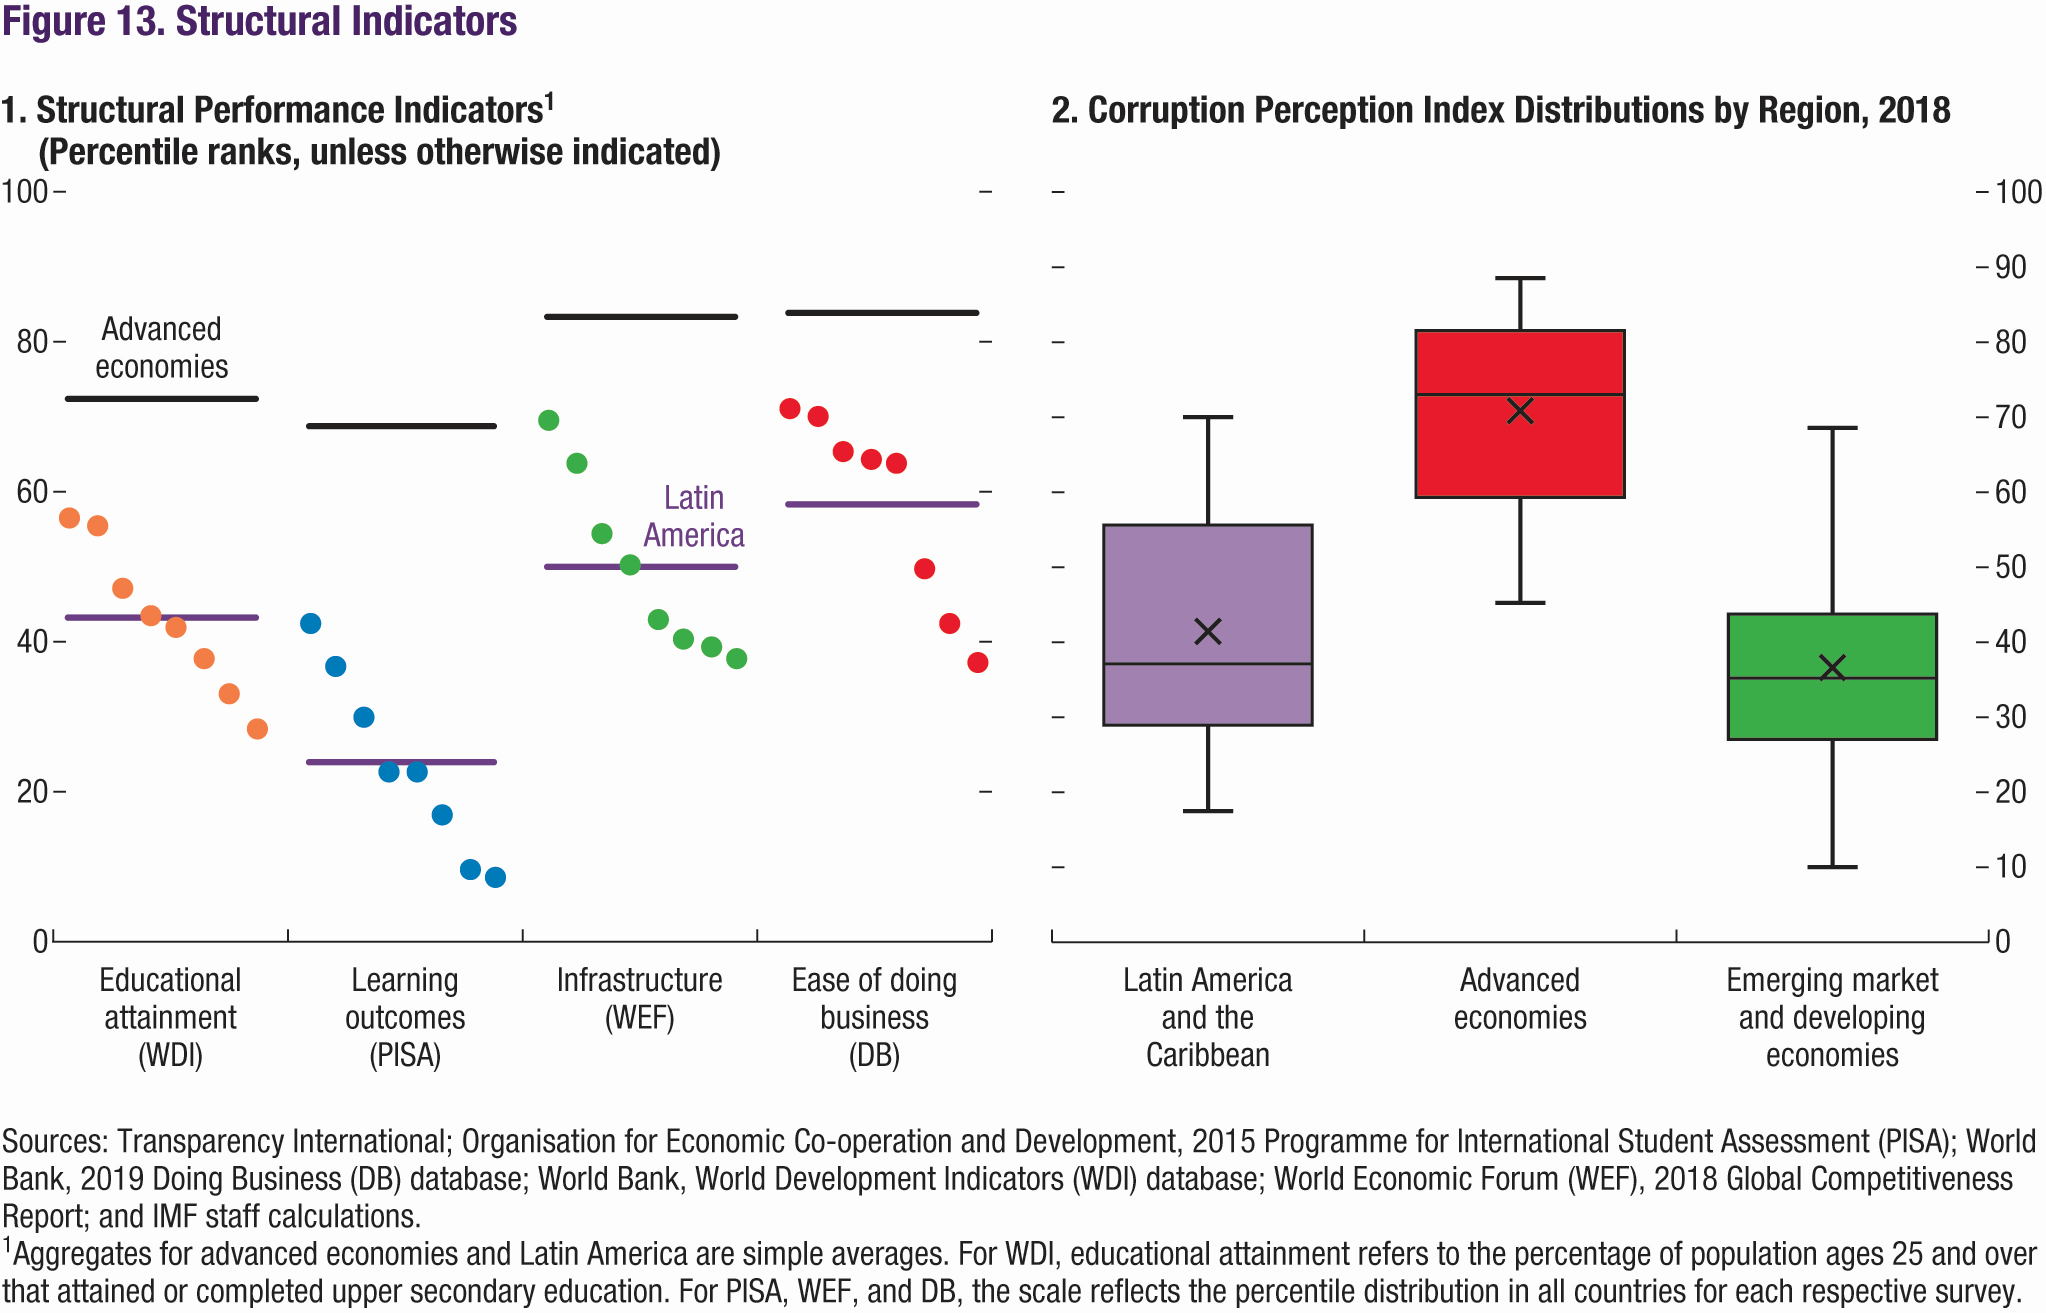 Figure 13. Structural Indicators
1. Structural Performance Indicators¹
(Percentile ranks, unless otherwise indicated)
100
80
60
40
20
0
Advanced
economies
Latin
America
Educational
attainment
(WDI)
Learning
outcomes
(PISA)
Infrastructure
(WEF)
Ease of doing
business
(DB)
2. Corruption Perception Index Distributions by Region, 2018
100
90
80
70
60
50
40
30
20
10
0
Latin America
and the
Caribbean
Advanced
economies
Emerging market
and developing
economies
Sources: Transparency International; Organisation for Economic Co-operation and Development, 2015 Programme for International Student Assessment (PISA); World
Bank, 2019 Doing Business (DB) database; World Bank, World Development Indicators (WDI) database; World Economic Forum (WEF), 2018 Global Competitiveness
Report; and IMF staff calculations.
¹Aggregates for advanced economies and Latin America are simple averages. For WDI, educational attainment refers to the percentage of population ages 25 and over
that attained or completed upper secondary education. For PISA, WEF, and DB, the scale reflects the percentile distribution in all countries for each respective survey.